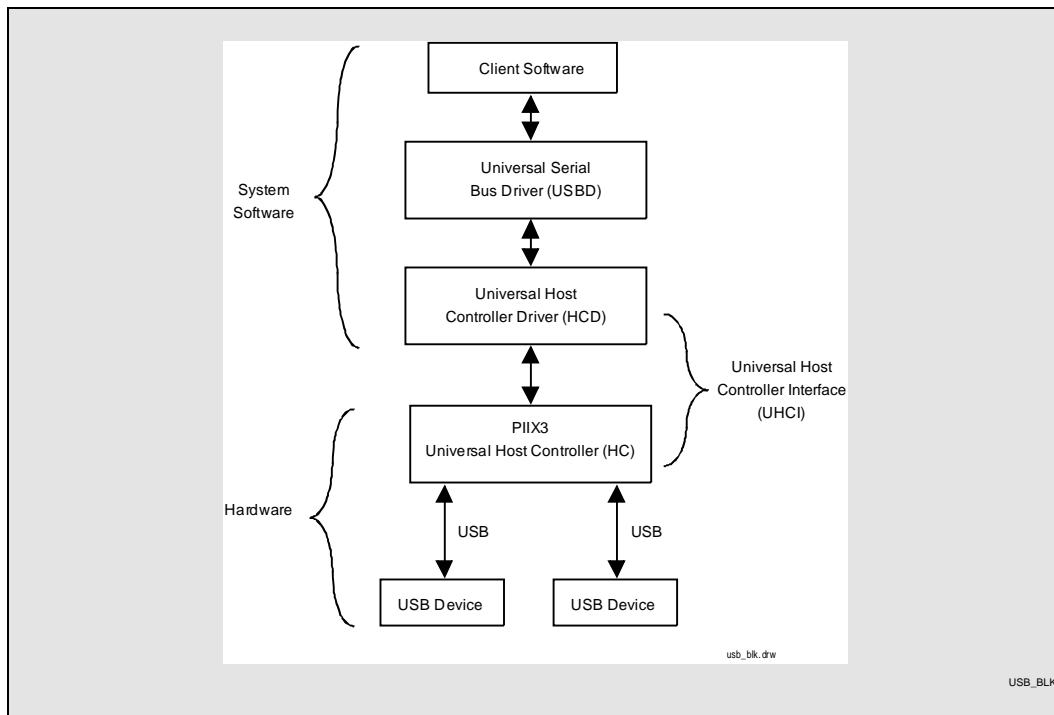 Client Software
Universal Serial
Bus Driver (USBD)
System
Software
Universal Host
Controller Driver (HCD)
Universal Host
Controller Interface
(UHCI)
PIIX3
Universal Host Controller (HC)
Hardware
USB
USB
USB Device
USB Device
usb_blk.drw
USB_BLK